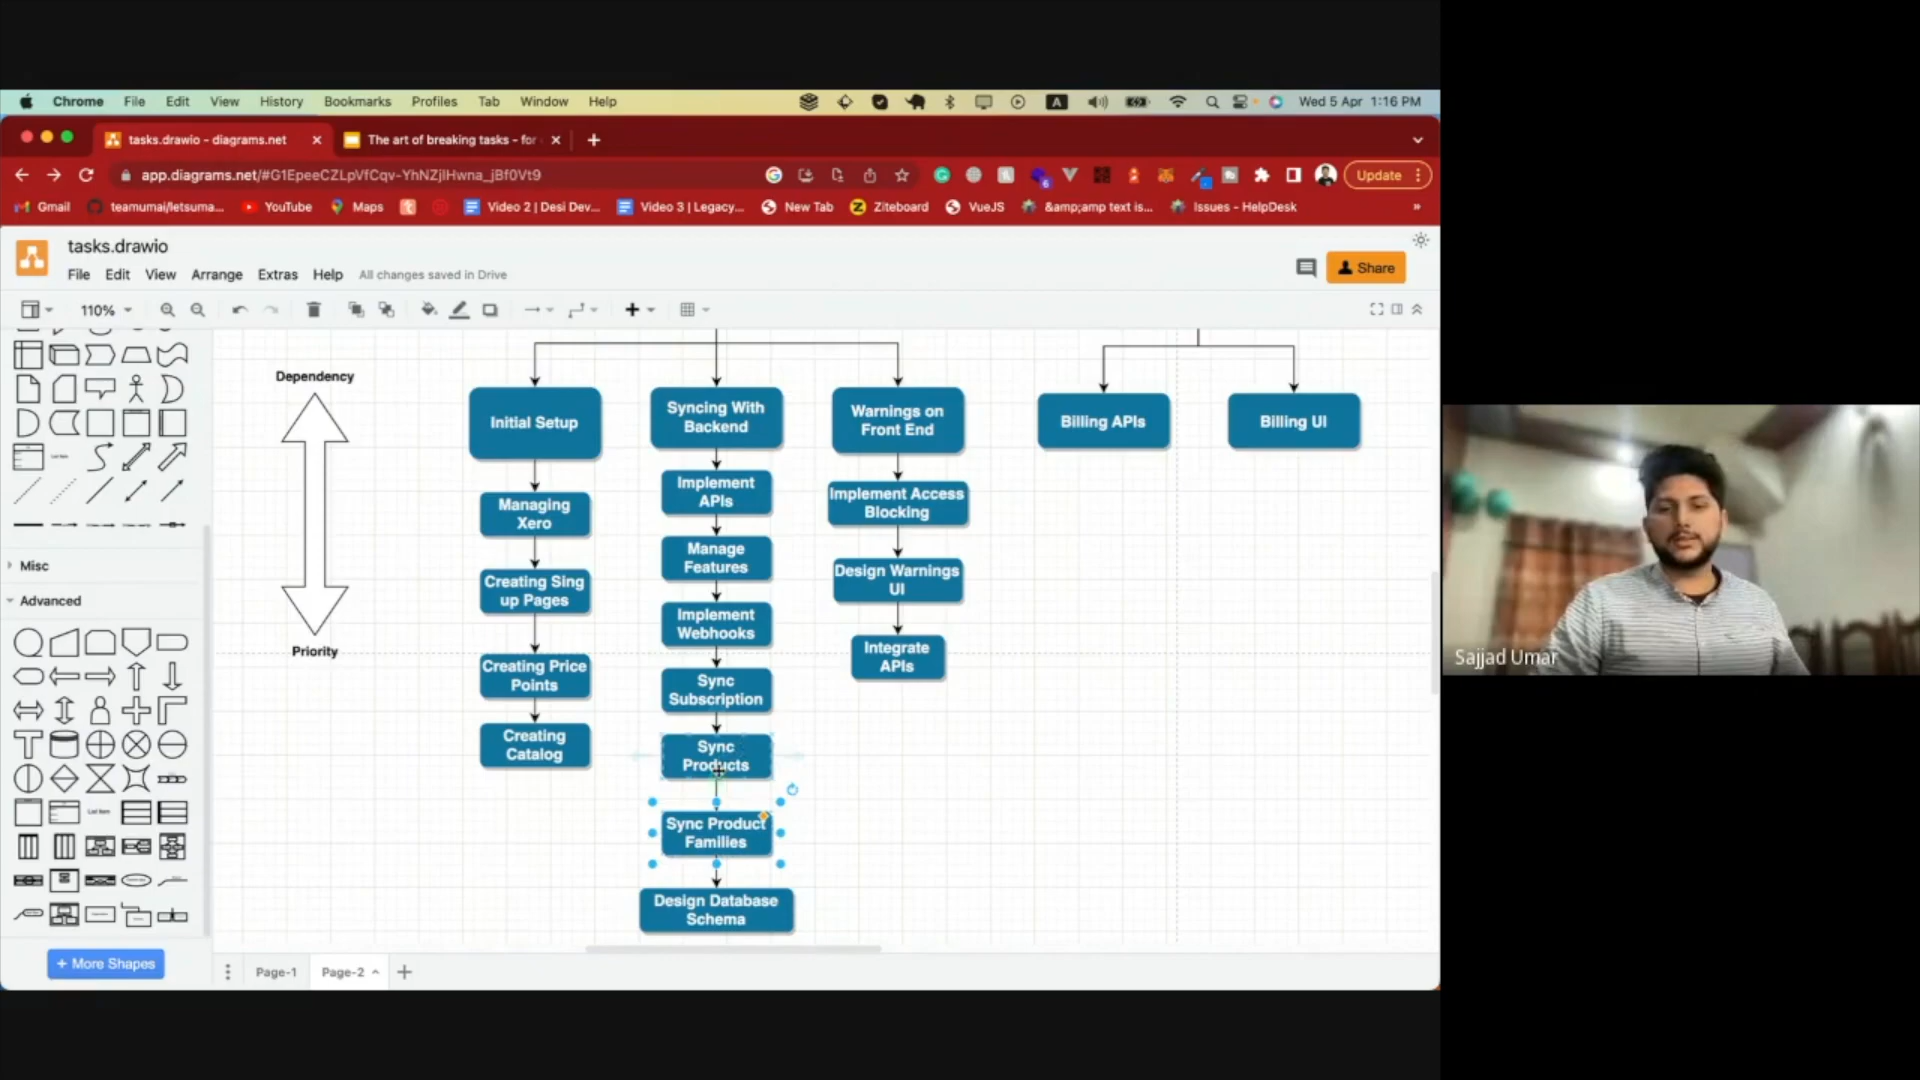 Chrome File Edit View History Bookmarks Profiles Tab Window Help
A
Wed 5 Apr 1:16 PM
tasks.drawio - diagrams.net
The art of breaking tasks - for
app.diagrams.net/#G1EpeeCZLpVfCqv-YhNZjlHwna_jBf0Vt9
6
Update
Gmail
teamumai/letsuma...
YouTube
Maps
Video 2 | Desi Dev...
Video 3 | Legacy...
New Tab
Ziteboard
VueJS
&amp;amp text is...
Issues - HelpDesk
»
tasks.drawio
File Edit View Arrange Extras Help
All changes saved in Drive
Share
110%
Misc
Advanced
+ More Shapes
Dependency
Priority
Initial Setup
Managing
Xero
Creating Sing
up Pages
Creating Price
Points
Creating
Catalog
Syncing With
Backend
Implement
APIs
Manage
Features
Implement
Webhooks
Sync
Subscription
Sync
Products
Sync Product
Families
Design Database
Schema
Warnings on
Front End
Implement Access
Blocking
Design Warnings
UI
Integrate
APIs
Billing APIs
Billing UI
Page-1
Page-2
Sajjad Umar